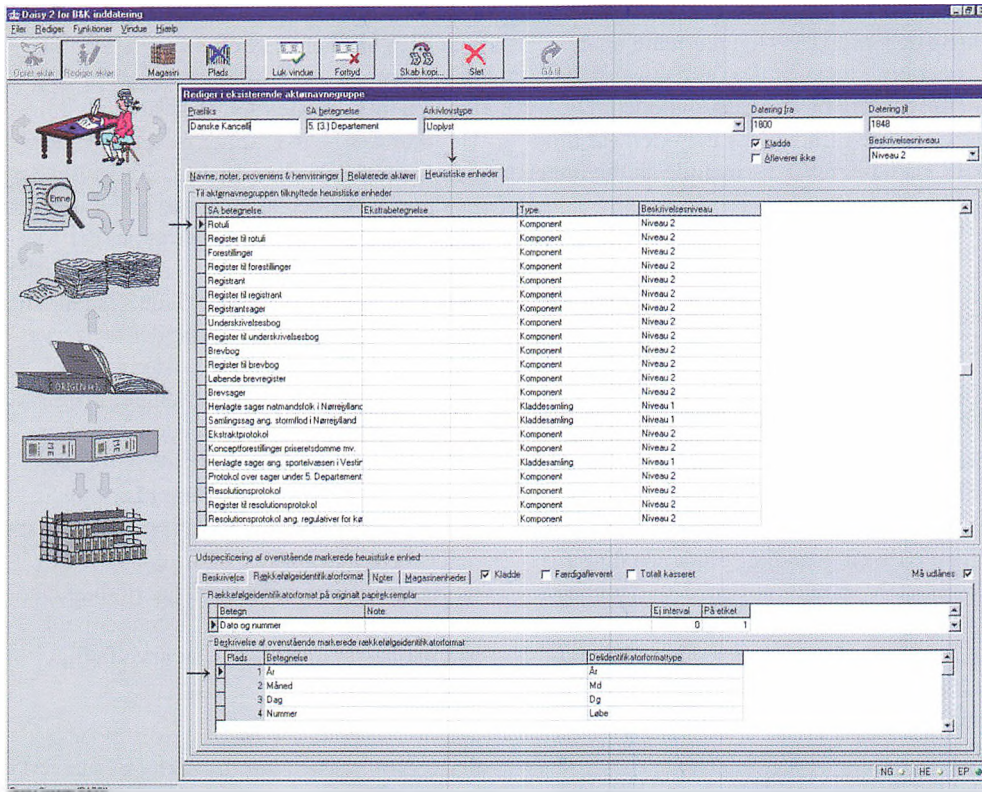 Daisy 2 for B&K inddatering
Filer Rediger Funktioner Vindue Hjælp
Opret aktør Rediger aktør Magasin Plads Luk vindue Fortryd Skab kopi... Slet Gå til
Rediger i eksisterende aktørnavnegruppe
Præfiks SA betegnelse Arkivlovstype Datering fra Datering til
Danske Kancelli 5. (3.) Departement Uoplyst 1800 1848
Kladde Beskrivelsesniveau
Afleverer ikke Niveau 2
Navne, noter, proveniens & henvisninger Relaterede aktører Heuristiske enheder
Til aktørnavnegruppen tilknyttede heuristiske enheder
SA betegnelse Ekstrabetegnelse Type Beskrivelsesniveau
Rotuli Komponent Niveau 2
Register til rotuli Komponent Niveau 2
Forestillinger Komponent Niveau 2
Register til forestillinger Komponent Niveau 2
Registrant Komponent Niveau 2
Register til registrant Komponent Niveau 2
Registrantsager Komponent Niveau 2
Underskrivelsesbog Komponent Niveau 2
Register til underskrivelsesbog Komponent Niveau 2
Brevbog Komponent Niveau 2
Register til brevbog Komponent Niveau 2
Løbende brevregister Komponent Niveau 2
Brevsager Komponent Niveau 2
Henlagte sager natmandsfolk i Nørrejylland Kladdesamling Niveau 1
Samlingssag ang. stormflod i Nørrejylland Kladdesamling Niveau 1
Ekstraktprotokol Komponent Niveau 2
Konceptforestillinger priseretsdomme mv. Komponent Niveau 2
Henlagte sager ang. sportelvæsen i Vestin Kladdesamling Niveau 1
Protokol over sager under 5. Departement Komponent Niveau 2
Resolutionsprotokol Komponent Niveau 2
Register til resolutionsprotokol Komponent Niveau 2
Resolutionsprotokol ang. regulativer for kø Komponent Niveau 2
Udspecificering af ovenstående markerede heuristiske enhed
Beskrivelse Rækkefølgeidentifikatorformat Noter Magasinenheder Kladde Færdigafleveret Totalt kasseret Må udlånes
Rækkefølgeidentifikatorformat på originalt papireksemplar
Betegn Note Ej interval På etiket
Dato og nummer 0 1
Beskrivelse af ovenstående markerede rækkefølgeidentifikatorformat
Plads Betegnelse Delidentifikatorformattype
1 År År
2 Måned Md
3 Dag Dg
4 Nummer Løbe
NG HE EP
Emne
ORIGINAL